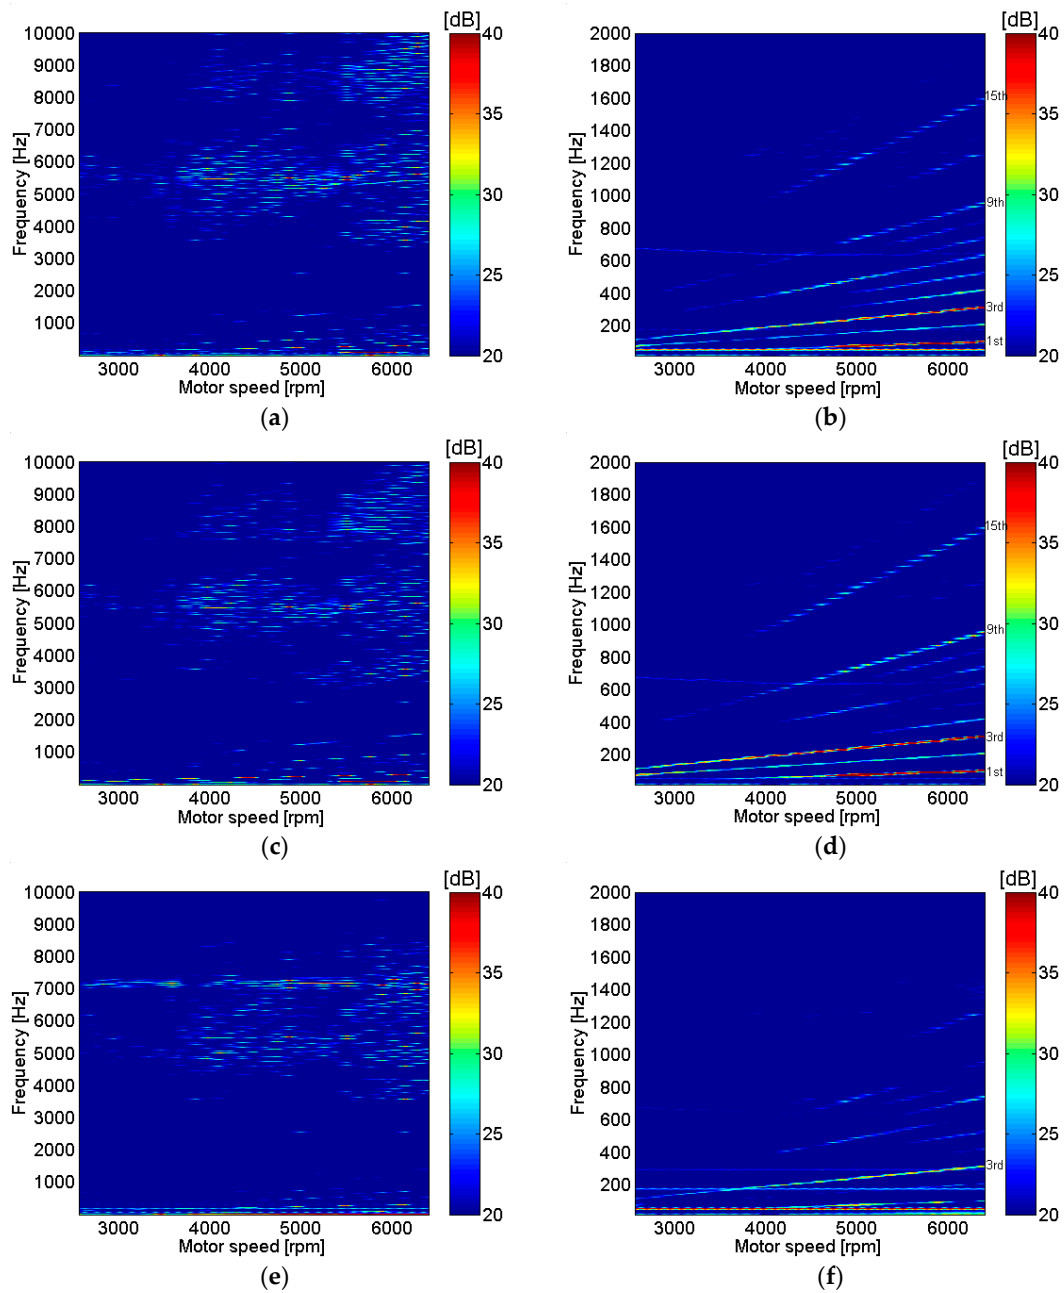 [dB]
[dB]
10000
9000
8000
7000
6000
5000
4000
3000
2000
1000
Frequency [Hz]
3000 4000 5000 6000
Motor speed [rpm]
40
35
30
25
20
(a)
2000
1800
1600
1400
1200
1000
800
600
400
200
Frequency [Hz]
15th
9th
3rd
1st
3000 4000 5000 6000
Motor speed [rpm]
40
35
30
25
20
(b)
[dB]
[dB]
10000
9000
8000
7000
6000
5000
4000
3000
2000
1000
Frequency [Hz]
3000 4000 5000 6000
Motor speed [rpm]
40
35
30
25
20
(c)
2000
1800
1600
1400
1200
1000
800
600
400
200
Frequency [Hz]
15th
9th
3rd
1st
3000 4000 5000 6000
Motor speed [rpm]
40
35
30
25
20
(d)
[dB]
[dB]
10000
9000
8000
7000
6000
5000
4000
3000
2000
1000
Frequency [Hz]
3000 4000 5000 6000
Motor speed [rpm]
40
35
30
25
20
(e)
2000
1800
1600
1400
1200
1000
800
600
400
200
Frequency [Hz]
3rd
3000 4000 5000 6000
Motor speed [rpm]
40
35
30
25
20
(f)